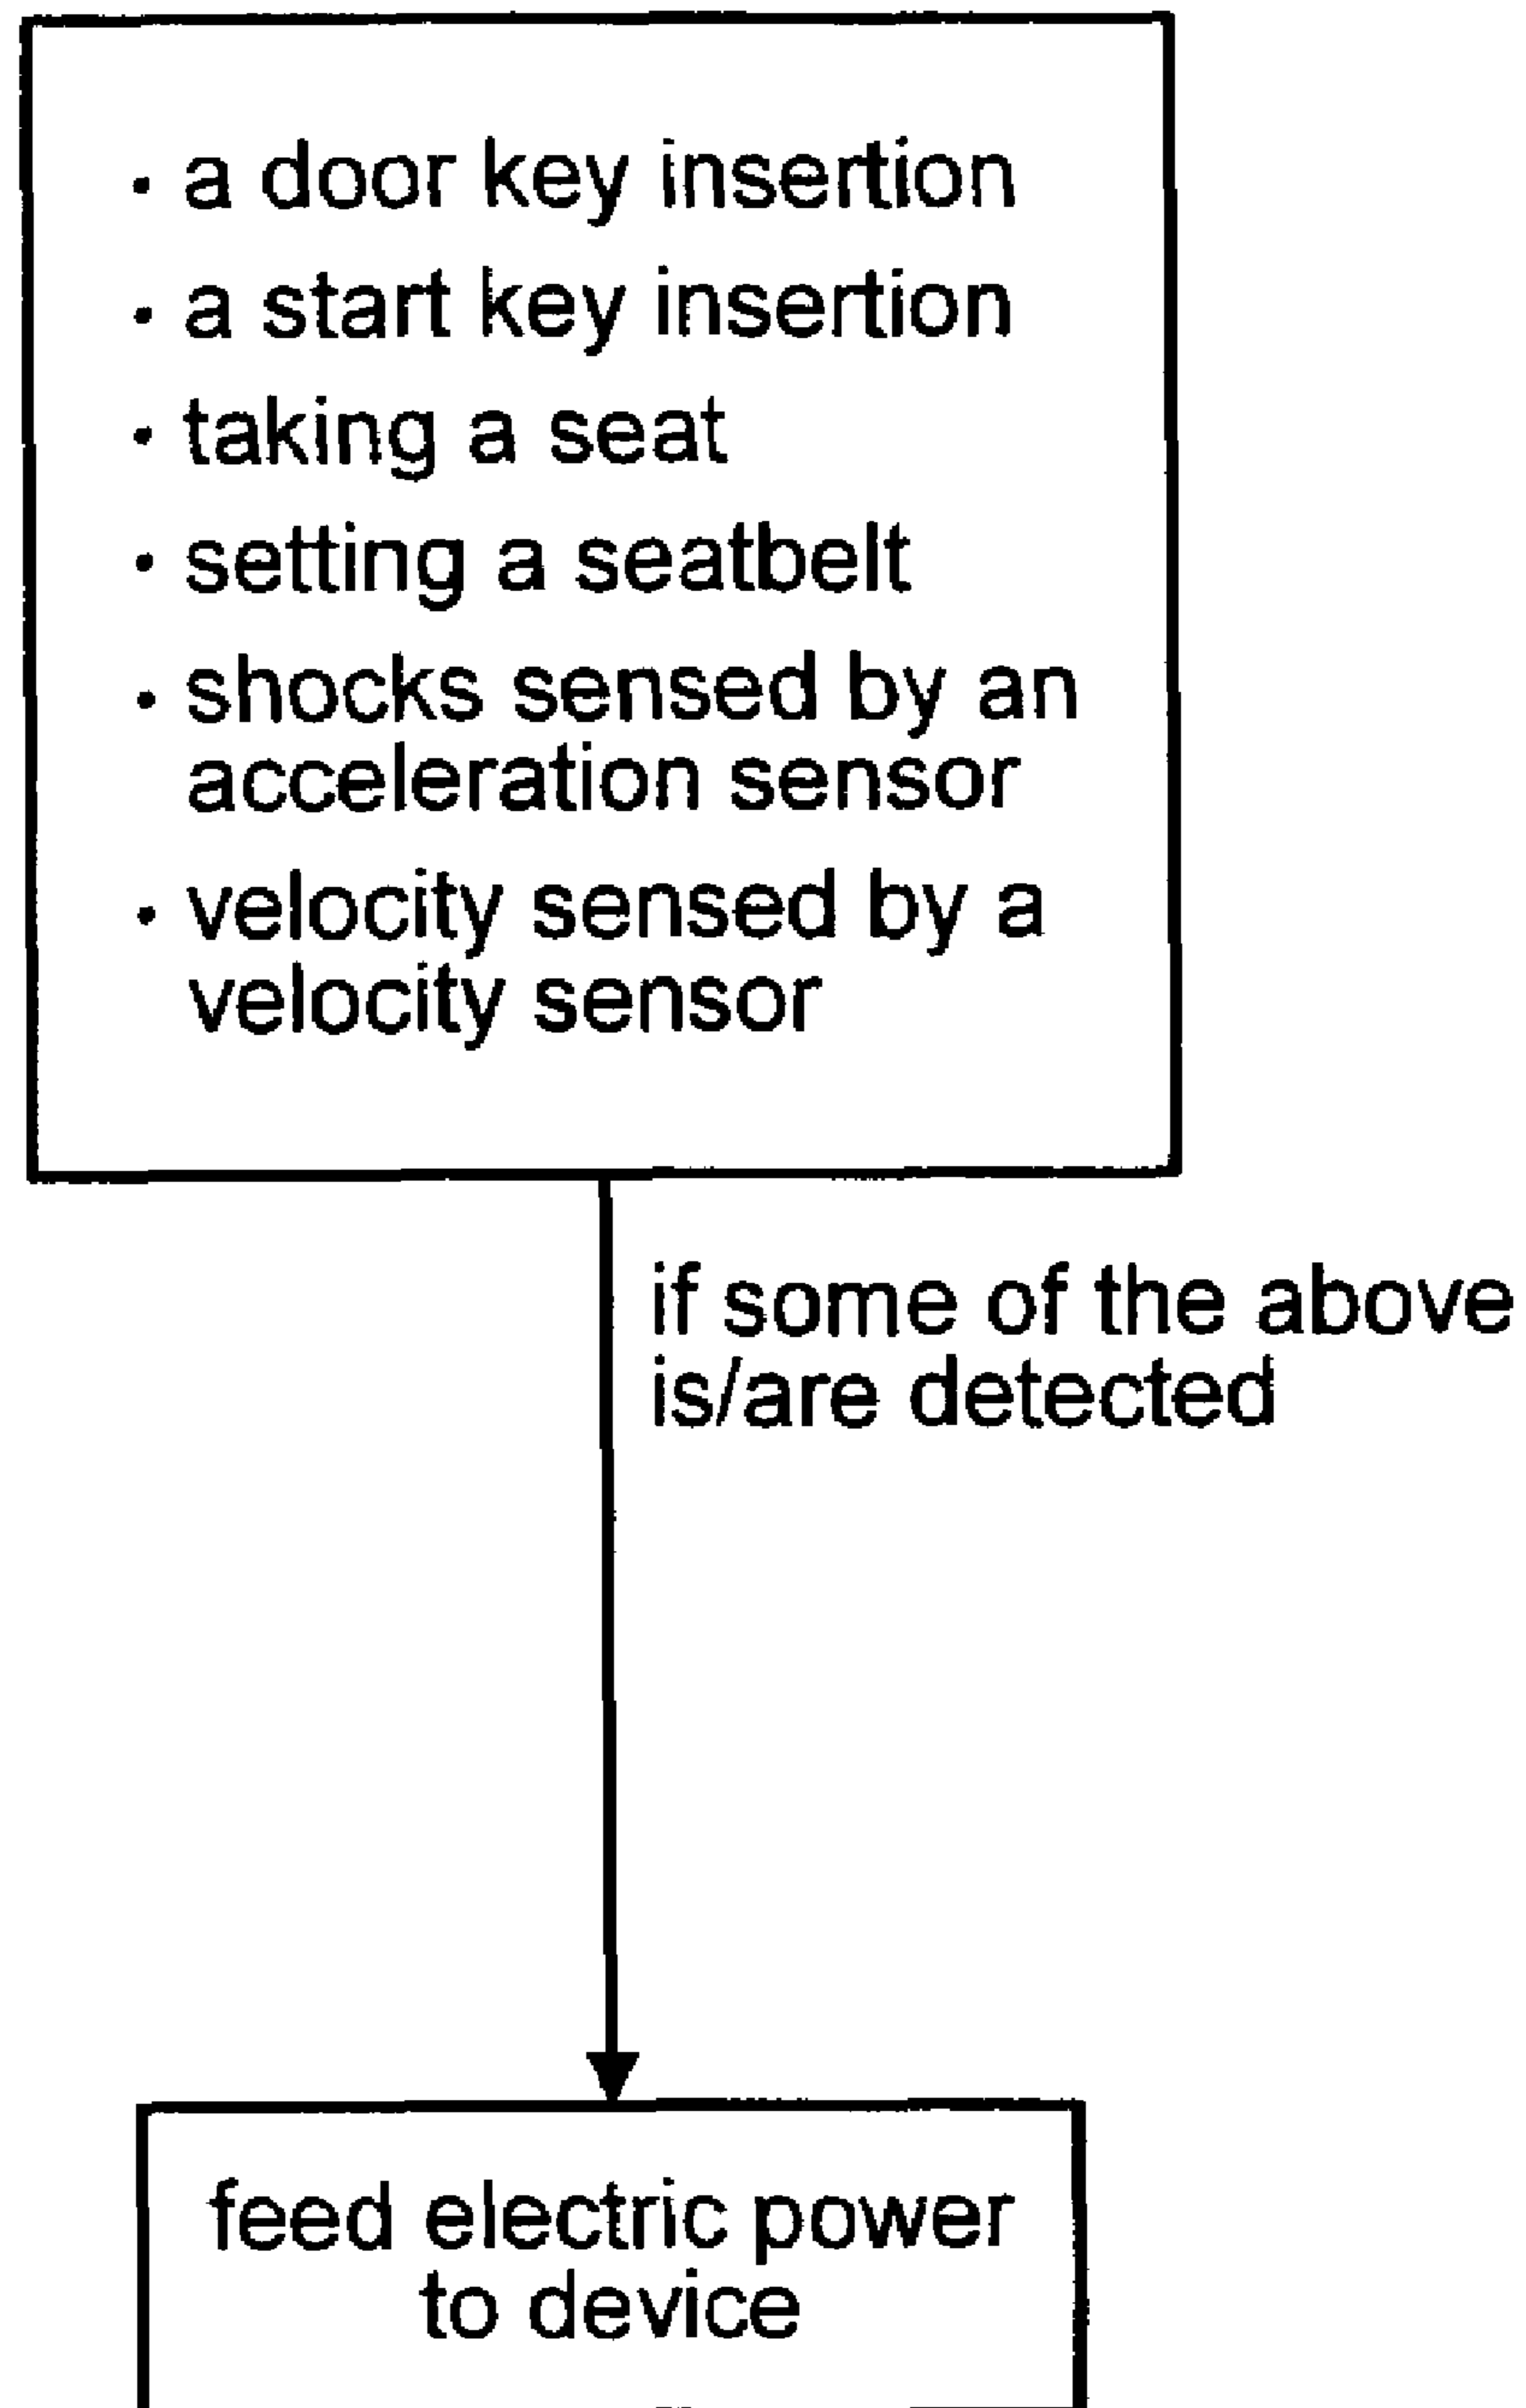 · a door key insertion
· a start key insertion
· taking a seat
· setting a seatbelt
· shocks sensed by an
acceleration sensor
· velocity sensed by a
velocity sensor
if some of the above
is/are detected
feed electric power
to device